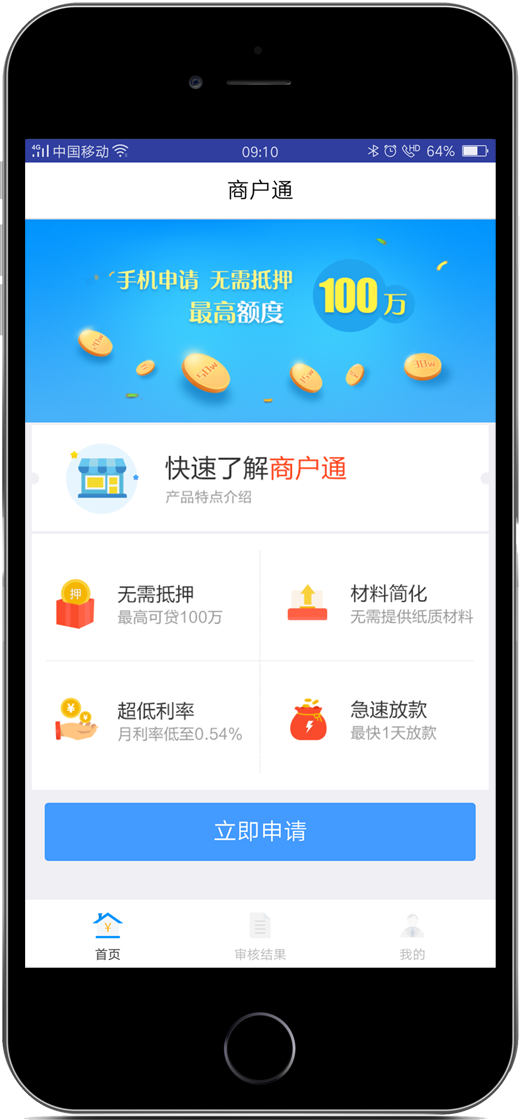 4G 中国移动 09:10 HD 64%
商户通
手机申请 无需抵押
最高额度
100万
20W
50W
15W
30W
快速了解商户通
产品特点介绍
押
无需抵押
最高可贷100万
材料简化
无需提供纸质材料
¥
¥
超低利率
月利率低至0.54%
急速放款
最快1天放款
立即申请
¥
首页
审核结果
我的